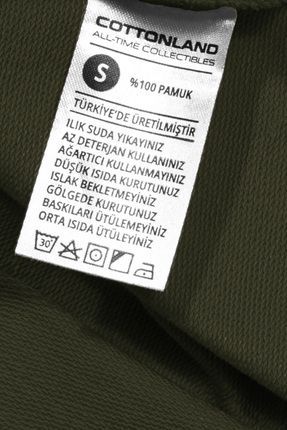 COTTONLAND
ALL-TIME COLLECTIBLES
S
%100 PAMUK
TÜRKİYE'DE ÜRETİLMİŞTİR
ILIK SUDA YIKAYINIZ
AZ DETERJAN KULLANINIZ
AĞARTICI KULLANMAYINIZ
DÜŞÜK ISIDA KURUTUNUZ
ISLAK BEKLETMEYİNİZ
GÖLGEDE KURUTUNUZ
BASKILARI ÜTÜLEMEYİNİZ
ORTA ISIDA ÜTÜLEYİNİZ
30°